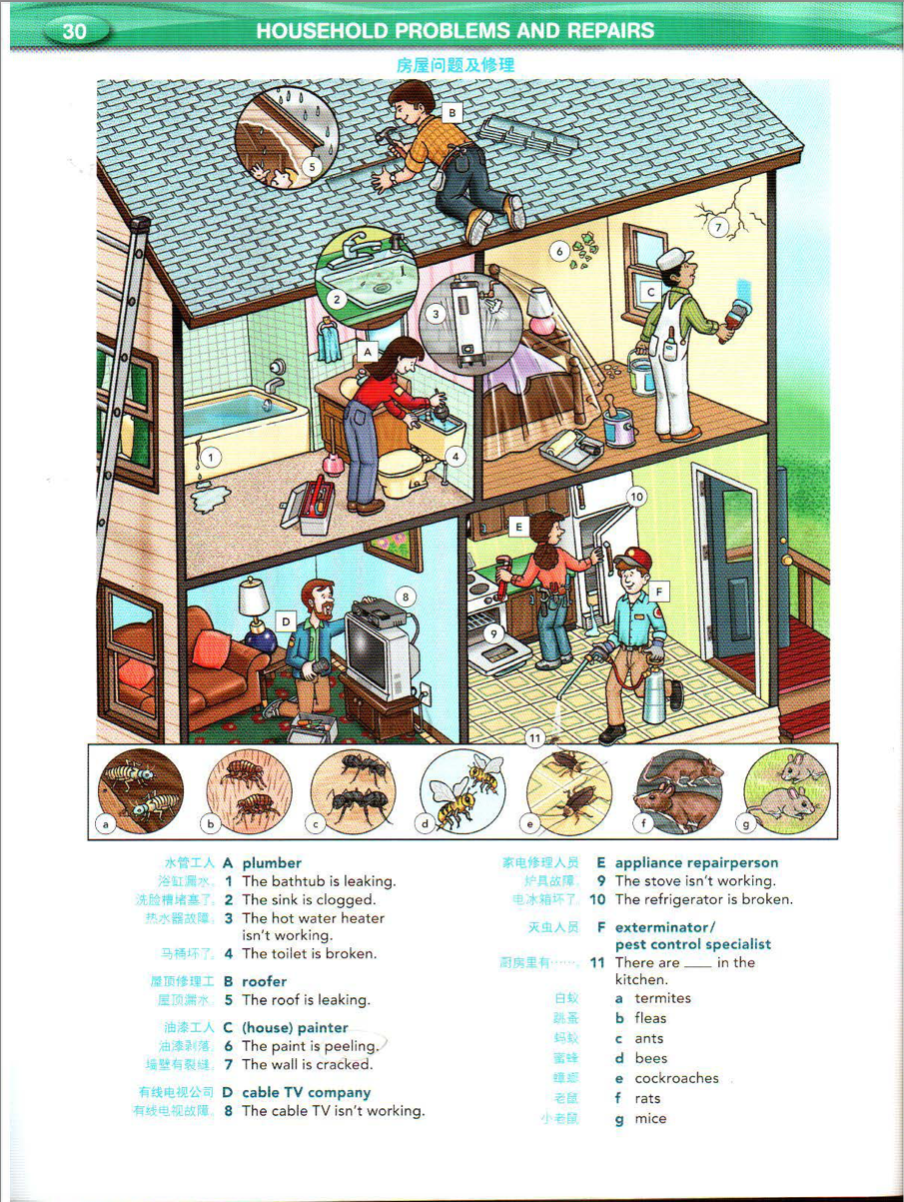 30
HOUSEHOLD PROBLEMS AND REPAIRS
房屋问题及修理
B
5
7
6
2
C
3
A
1
4
10
E
8
F
D
9
11
a
b
c
d
e
f
g
水管工人 A plumber
浴缸漏水. 1 The bathtub is leaking.
洗脸槽堵塞了. 2 The sink is clogged.
热水器故障. 3 The hot water heater
isn't working.
马桶坏了. 4 The toilet is broken.
屋顶修理工 B roofer
屋顶漏水. 5 The roof is leaking.
油漆工人 C (house) painter
油漆剥落. 6 The paint is peeling.
墙壁有裂缝. 7 The wall is cracked.
有线电视公司 D cable TV company
有线电视故障. 8 The cable TV isn't working.
家电修理人员 E appliance repairperson
炉具故障. 9 The stove isn't working.
电冰箱坏了. 10 The refrigerator is broken.
灭虫人员 F exterminator/
pest control specialist
厨房里有……. 11 There are ____ in the
kitchen.
白蚁 a termites
跳蚤 b fleas
蚂蚁 c ants
蜜蜂 d bees
蟑螂 e cockroaches
老鼠 f rats
小老鼠 g mice